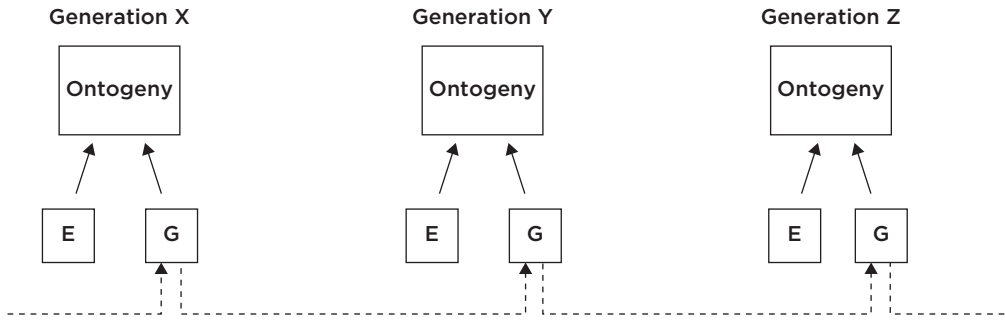 Generation X
Generation Y
Generation Z
Ontogeny
Ontogeny
Ontogeny
E
G
E
G
E
G